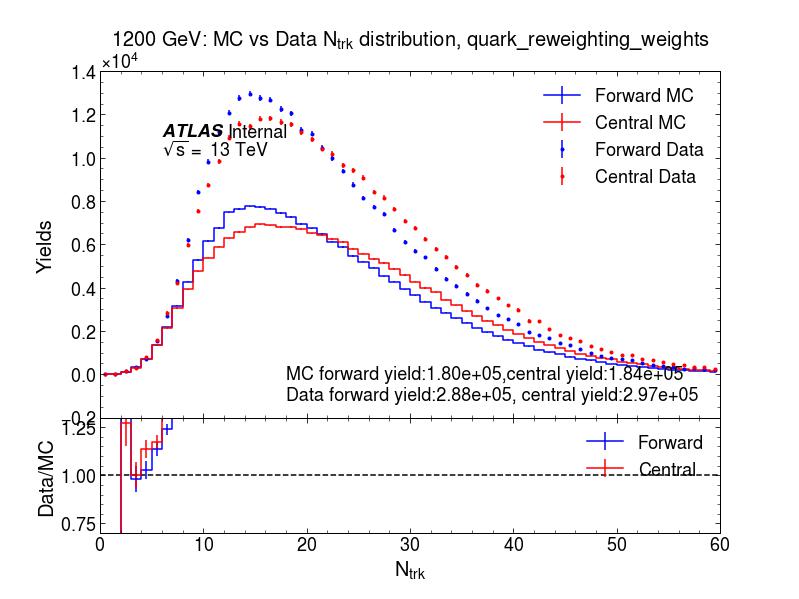 1200 GeV: MC vs Data Ntrk distribution, quark_reweighting_weights
×10⁴
1.4
1.2
1.0
0.8
0.6
0.4
0.2
0.0
0.2
Yields
ATLAS Internal
√s = 13 TeV
Forward MC
Central MC
Forward Data
Central Data
MC forward yield:1.80e+05,central yield:1.84e+05
Data forward yield:2.88e+05, central yield:2.97e+05
1.25
1.00
0.75
Data/MC
Forward
Central
0 10 20 30 40 50 60
Ntrk